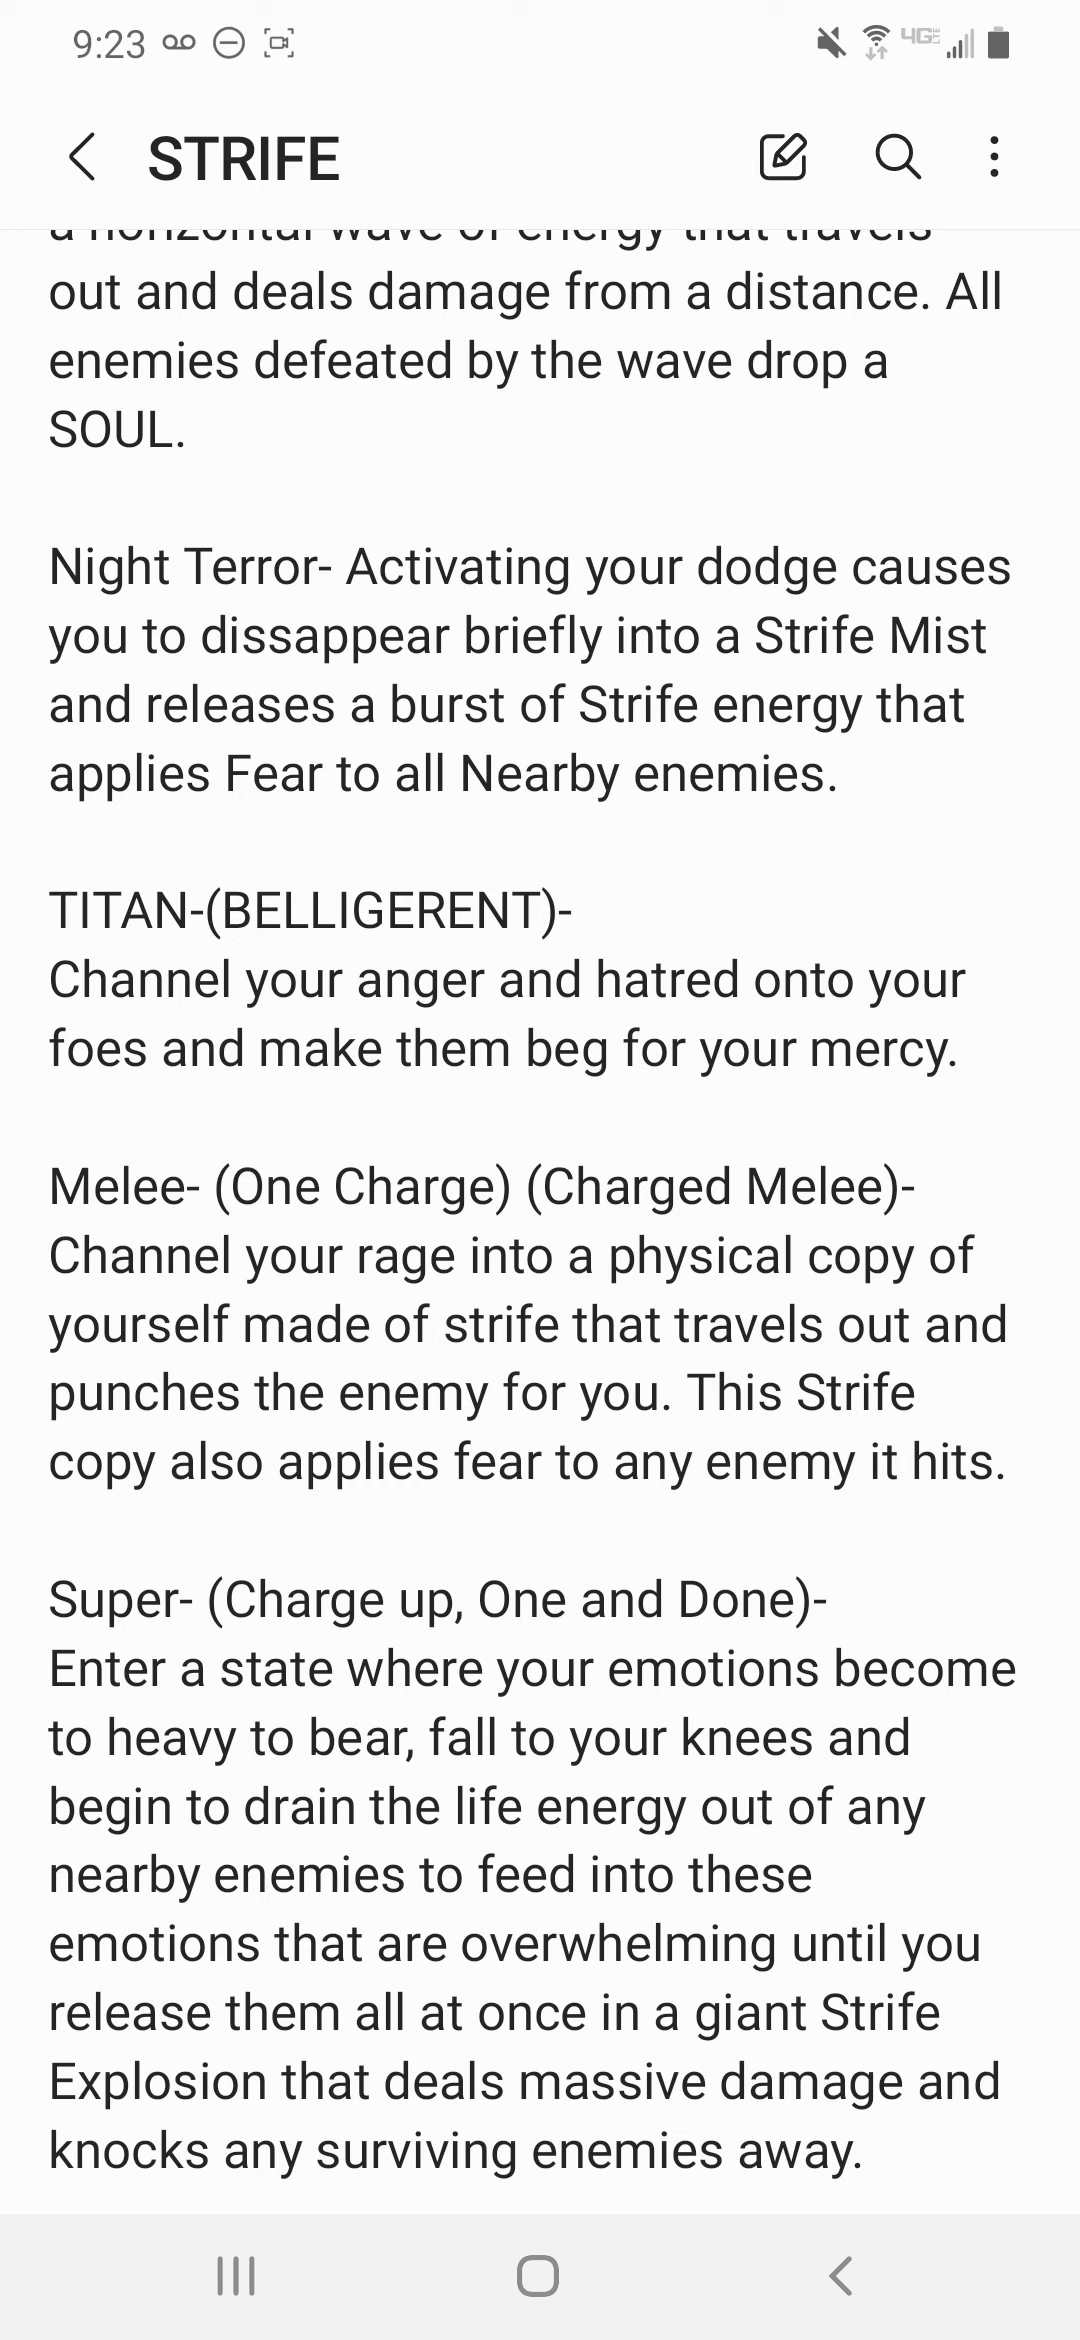 9:23
4G LTE
STRIFE
a horizontal wave of energy that travels
out and deals damage from a distance. All
enemies defeated by the wave drop a
SOUL.
Night Terror- Activating your dodge causes
you to dissappear briefly into a Strife Mist
and releases a burst of Strife energy that
applies Fear to all Nearby enemies.
TITAN-(BELLIGERENT)-
Channel your anger and hatred onto your
foes and make them beg for your mercy.
Melee- (One Charge) (Charged Melee)-
Channel your rage into a physical copy of
yourself made of strife that travels out and
punches the enemy for you. This Strife
copy also applies fear to any enemy it hits.
Super- (Charge up, One and Done)-
Enter a state where your emotions become
to heavy to bear, fall to your knees and
begin to drain the life energy out of any
nearby enemies to feed into these
emotions that are overwhelming until you
release them all at once in a giant Strife
Explosion that deals massive damage and
knocks any surviving enemies away.